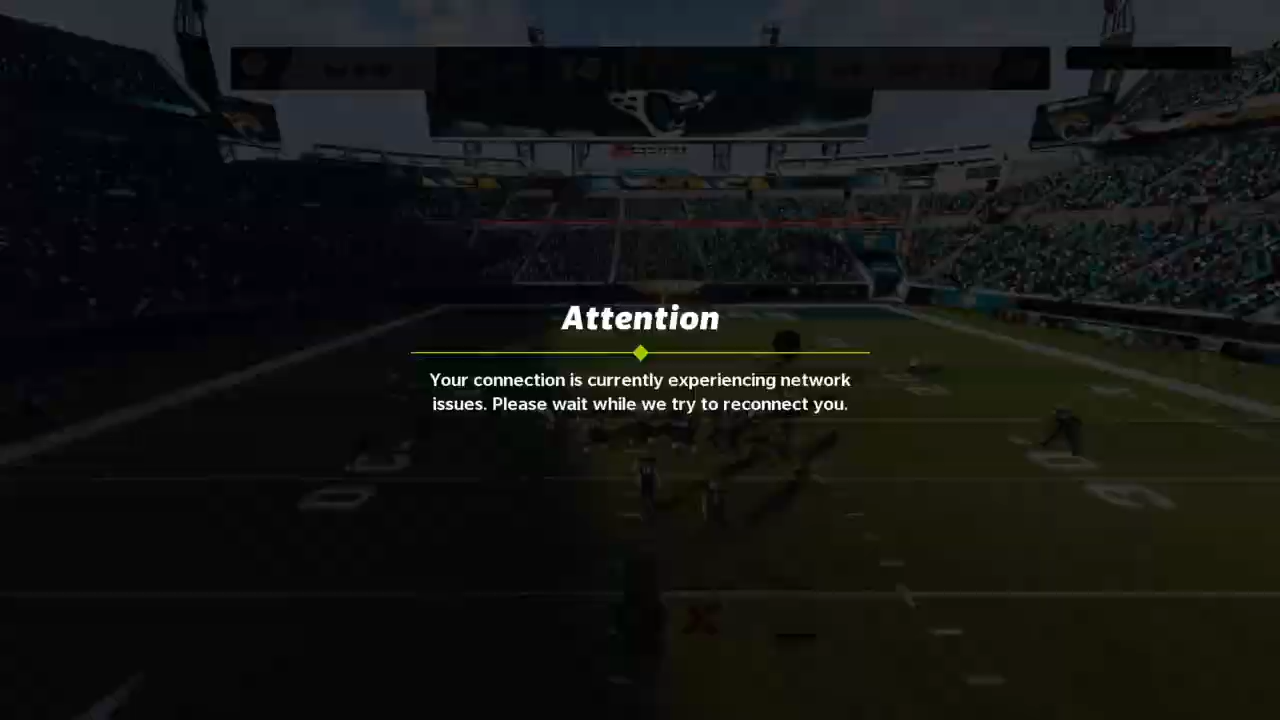 Attention
Your connection is currently experiencing network
issues. Please wait while we try to reconnect you.